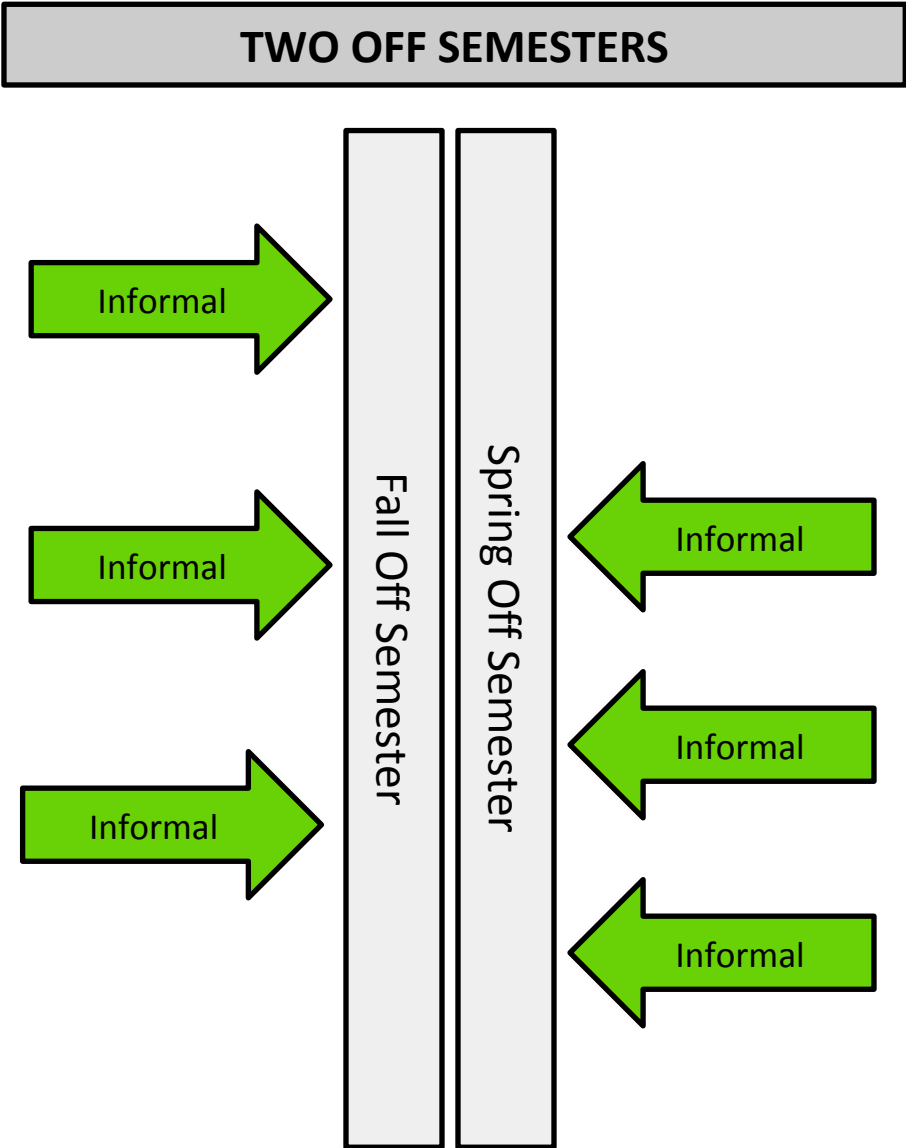 TWO OFF SEMESTERS
Informal
Informal
Informal
Fall Off Semester
Spring Off Semester
Informal
Informal
Informal